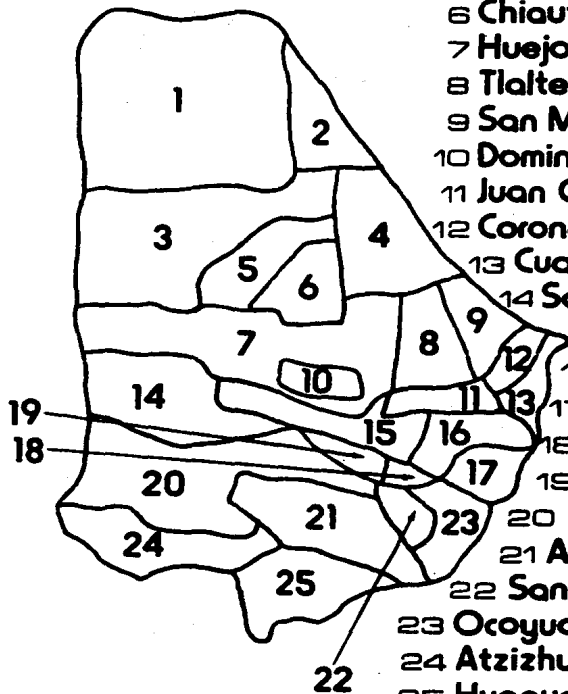 1
2
3
4
5
6
7
8
9
10
11
12
13
14
15
16
17
18
19
20
21
22
23
24
25
6 Chiau
7 Huejo
8 Tlalte
9 San M
10 Domin
11 Juan
12 Coron
13 Cua
14 Se
18
19
20
21 A
22 San
23 Ocoyuc
24 Atzizhu